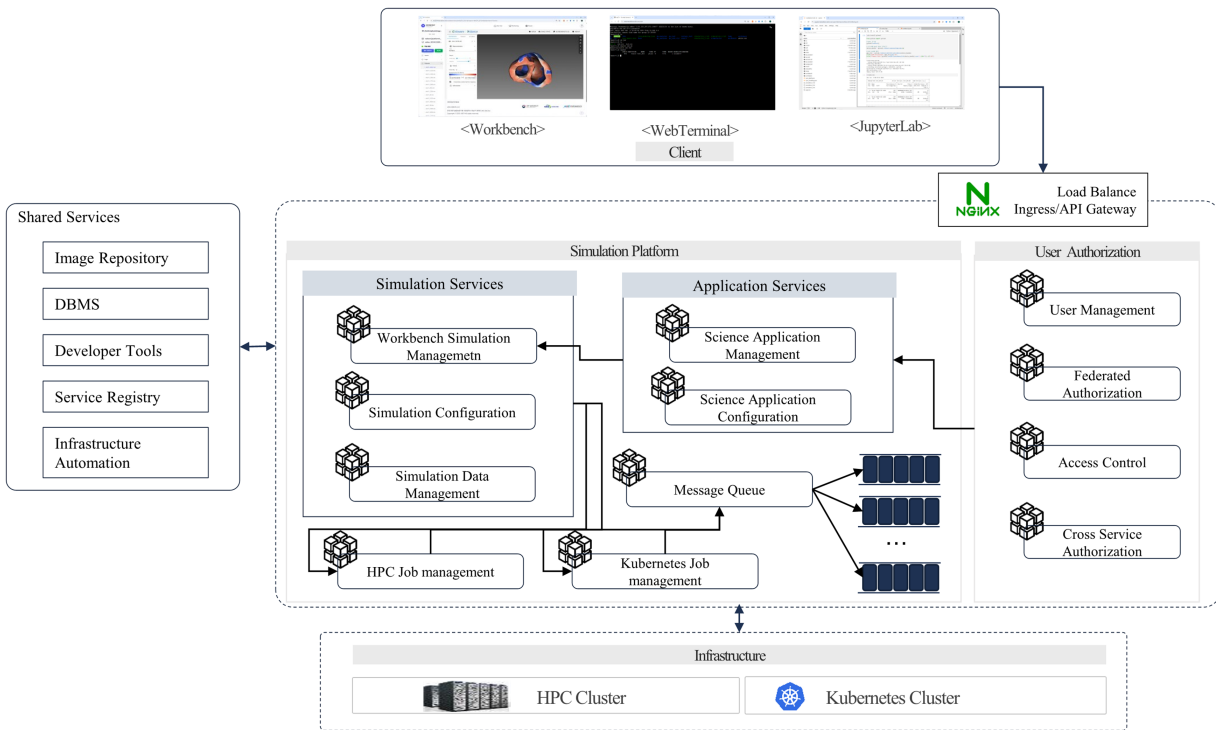 <Workbench>
<WebTerminal>
<JupyterLab>
Client
NGINX
Load Balance
Ingress/API Gateway
Shared Services
Image Repository
DBMS
Developer Tools
Service Registry
Infrastructure
Automation
Simulation Platform
Simulation Services
Workbench Simulation
Managemetn
Simulation Configuration
Simulation Data
Management
Application Services
Science Application
Management
Science Application
Configuration
Message Queue
...
HPC Job management
Kubernetes Job
management
User Authorization
User Management
Federated
Authorization
Access Control
Cross Service
Authorization
Infrastructure
HPC Cluster
Kubernetes Cluster